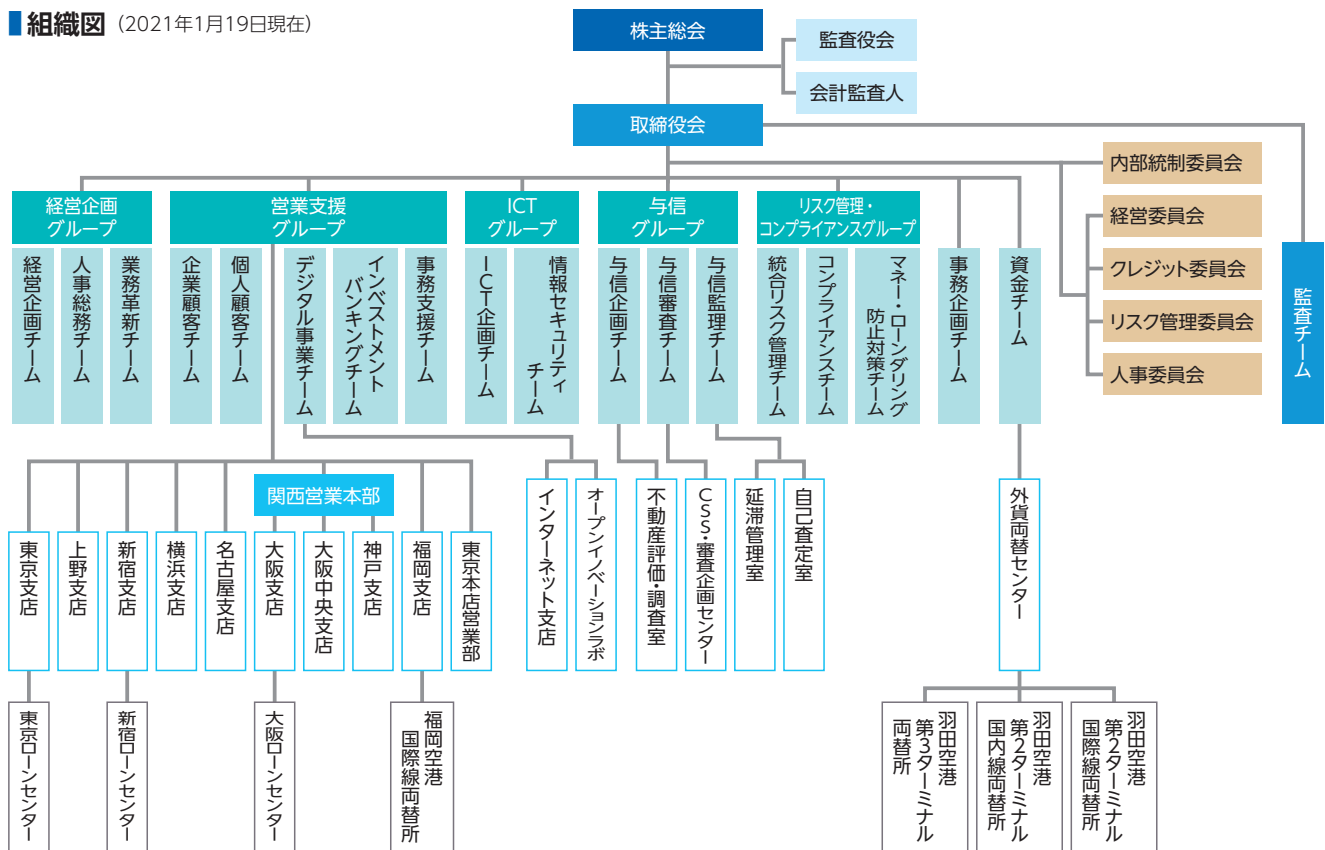 組織図 (2021年1月19日現在)
株主総会
監査役会
会計監査人
取締役会
内部統制委員会
経営委員会
クレジット委員会
リスク管理委員会
人事委員会
監査チーム
経営企画
グループ
営業支援
グループ
ICT
グループ
与信
グループ
リスク管理・
コンプライアンスグループ
経営企画チーム
人事総務チーム
業務革新チーム
企業顧客チーム
個人顧客チーム
デジタル事業チーム
インベストメント
バンキングチーム
事務支援チーム
ICT企画チーム
情報セキュリティ
チーム
与信企画チーム
与信審査チーム
与信監理チーム
統合リスク管理チーム
コンプライアンスチーム
マネー・ローンダリング
防止対策チーム
事務企画チーム
資金チーム
関西営業本部
東京支店
上野支店
新宿支店
横浜支店
名古屋支店
大阪支店
大阪中央支店
神戸支店
福岡支店
東京本店営業部
インターネット支店
オープンイノベーションラボ
不動産評価・調査室
CSS・審査企画センター
延滞管理室
自己査定室
外貨両替センター
東京ローンセンター
新宿ローンセンター
大阪ローンセンター
福岡空港
国際線両替所
羽田空港
第3ターミナル
両替所
羽田空港
第2ターミナル
国内線両替所
羽田空港
第2ターミナル
国際線両替所